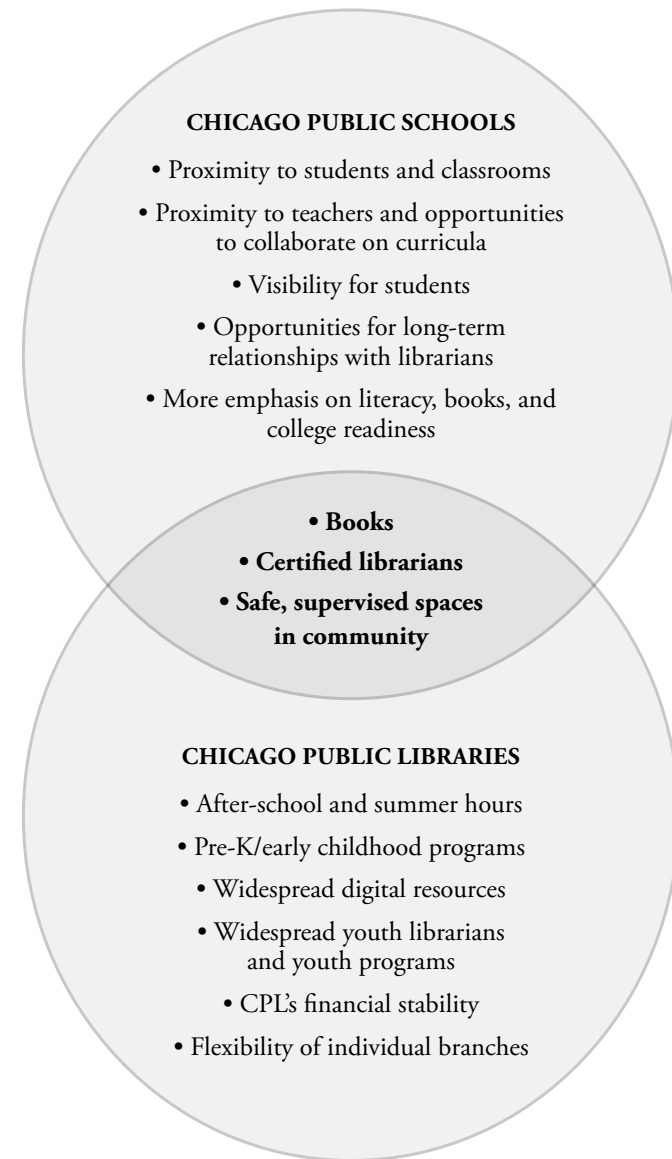 CHICAGO PUBLIC SCHOOLS
• Proximity to students and classrooms
• Proximity to teachers and opportunities
to collaborate on curricula
• Visibility for students
• Opportunities for long-term
relationships with librarians
• More emphasis on literacy, books, and
college readiness
• Books
• Certified librarians
• Safe, supervised spaces
in community
CHICAGO PUBLIC LIBRARIES
• After-school and summer hours
• Pre-K/early childhood programs
• Widespread digital resources
• Widespread youth librarians
and youth programs
• CPL’s financial stability
• Flexibility of individual branches